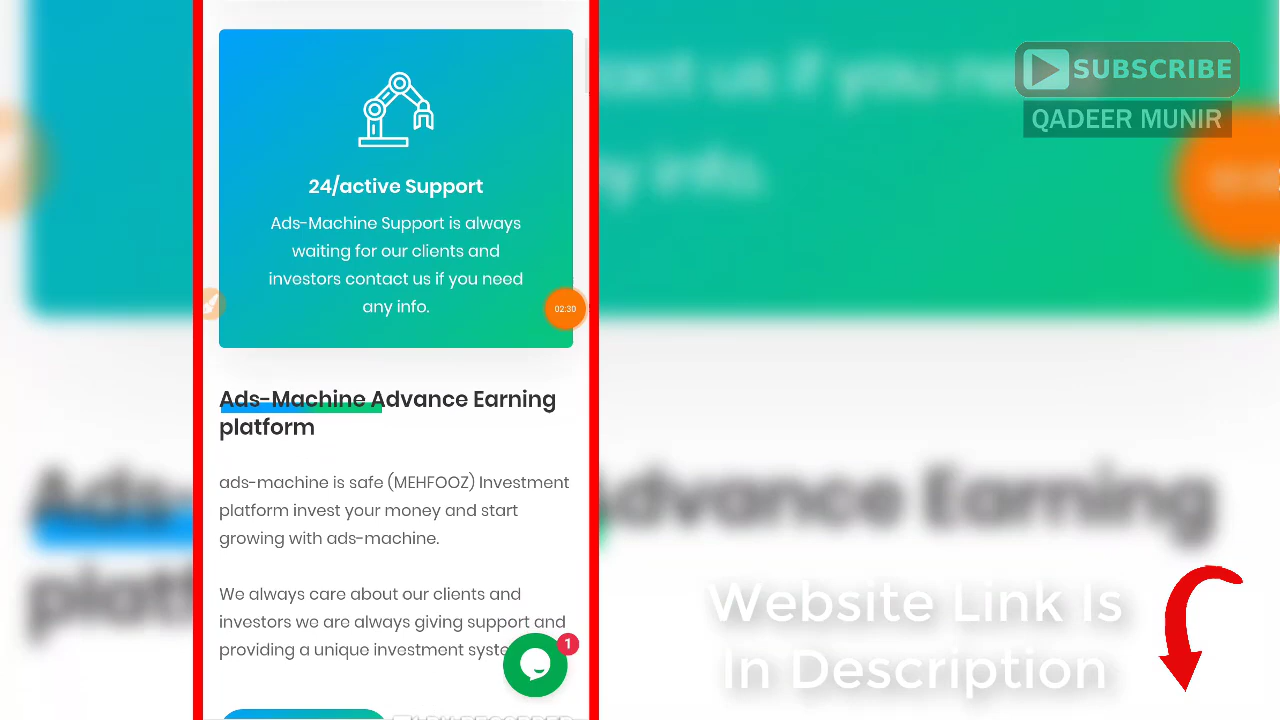 24/active Support
Ads-Machine Support is always
waiting for our clients and
investors contact us if you need
any info.
02:30
Ads-Machine Advance Earning
platform
ads-machine is safe (MEHFOOZ) Investment
platform invest your money and start
growing with ads-machine.
We always care about our clients and
investors we are always giving support and
providing a unique investment
1
SUBSCRIBE
QADEER MUNIR
Website Link Is
In Description